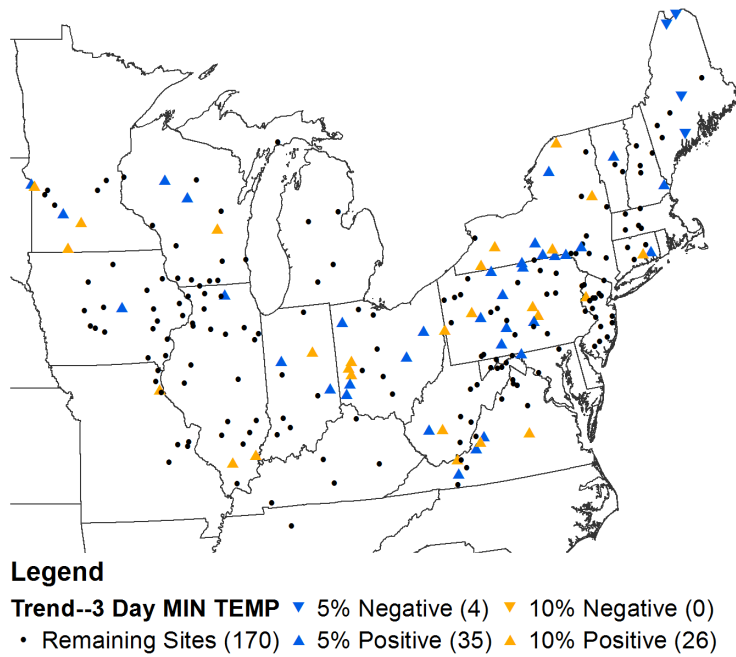 Legend
Trend--3 Day MIN TEMP ▼ 5% Negative (4) ▼ 10% Negative (0)
• Remaining Sites (170) ▲ 5% Positive (35) ▲ 10% Positive (26)